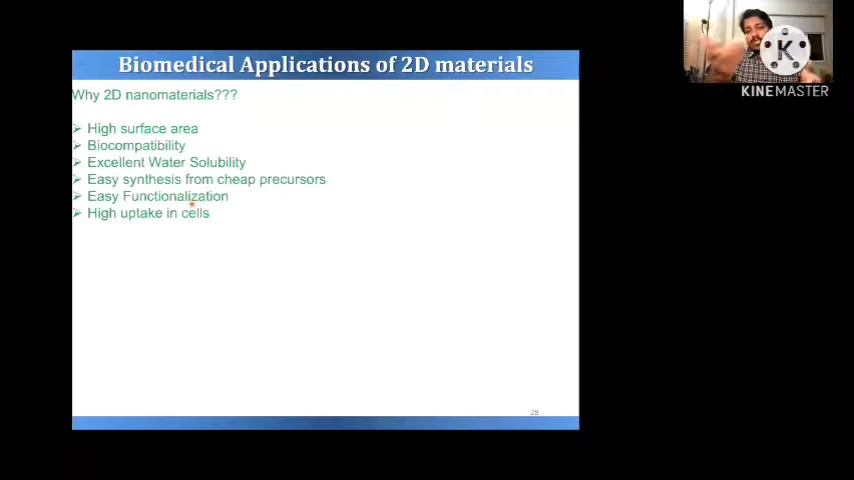 Biomedical Applications of 2D materials
Why 2D nanomaterials???
High surface area
Biocompatibility
Excellent Water Solubility
Easy synthesis from cheap precursors
Easy Functionalization
High uptake in cells
28
K
KINEMASTER